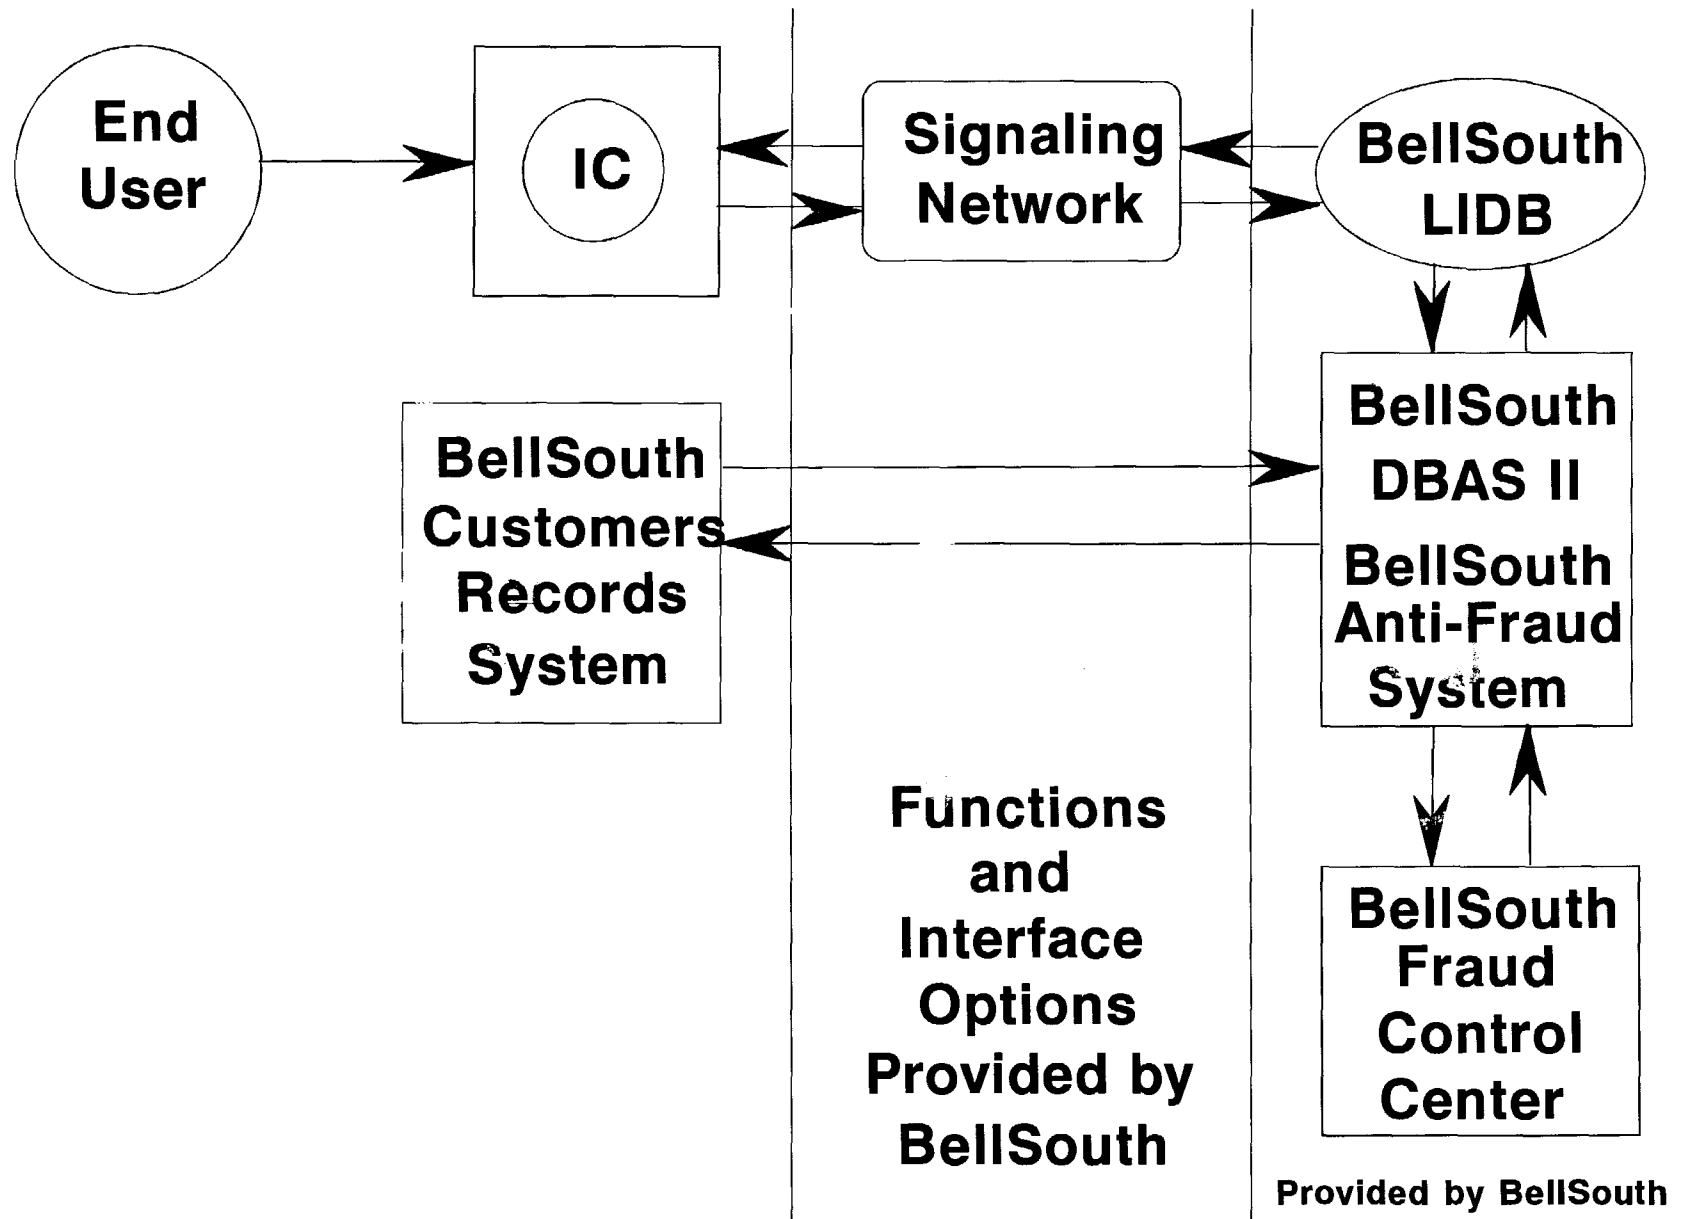 End
User
IC
Signaling
Network
BellSouth
LIDB
BellSouth
Customers
Records
System
BellSouth
DBAS II
BellSouth
Anti-Fraud
System
Functions
and
Interface
Options
Provided by
BellSouth
BellSouth
Fraud
Control
Center
Provided by BellSouth